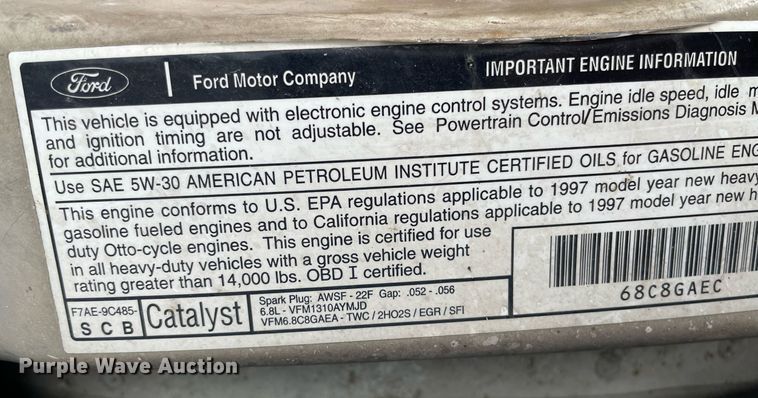 Ford
Ford Motor Company
IMPORTANT ENGINE INFORMATION
This vehicle is equipped with electronic engine control systems. Engine idle speed, idle m
and ignition timing are not adjustable. See Powertrain Control/Emissions Diagnosis M
for additional information.
Use SAE 5W-30 AMERICAN PETROLEUM INSTITUTE CERTIFIED OILS for GASOLINE ENG
This engine conforms to U.S. EPA regulations applicable to 1997 model year new heavy
gasoline fueled engines and to California regulations applicable to 1997 model year new h
duty Otto-cycle engines. This engine is certified for use
in all heavy-duty vehicles with a gross vehicle weight
rating greater than 14,000 lbs. OBD I certified.
68C8GAEC
F7AE-9C485-
S C B
Catalyst
Spark Plug: AWSF - 22F Gap: .052 - .056
6.8L - VFM1310AYMJD
VFM6.8C8GAEA - TWC / 2HO2S / EGR / SFI
Purple Wave Auction